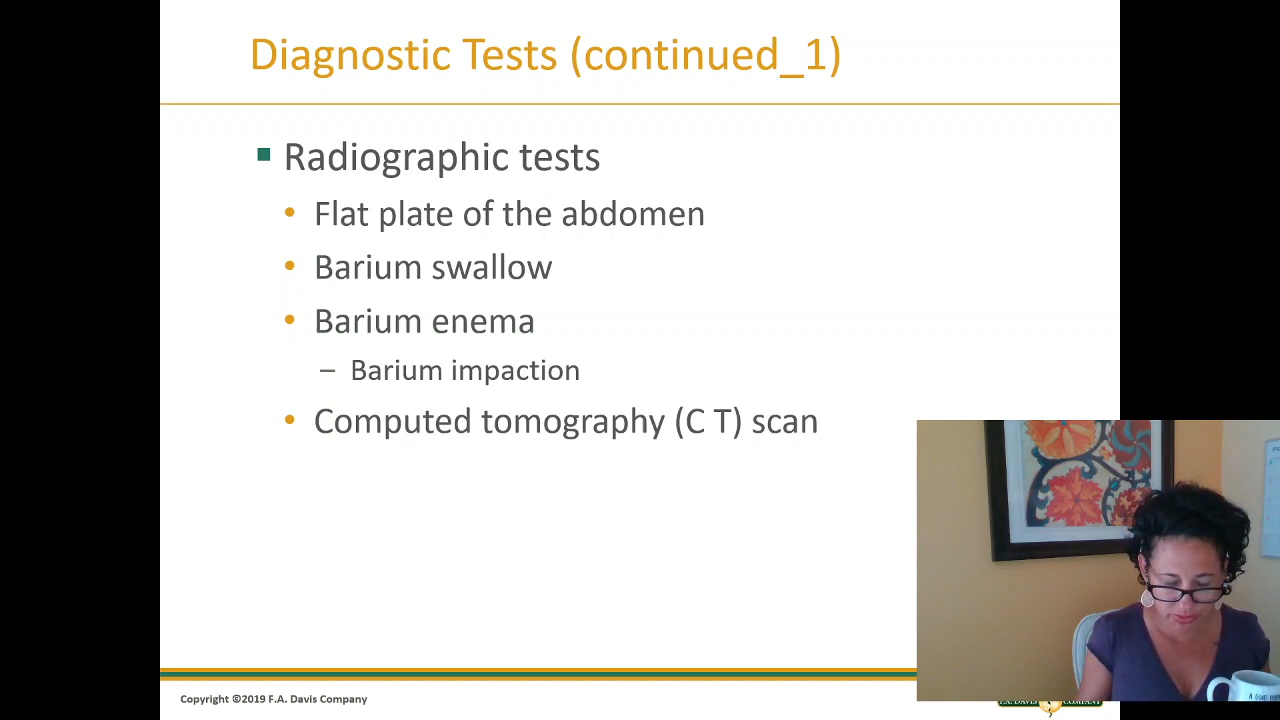 Diagnostic Tests (continued_1)
Radiographic tests
Flat plate of the abdomen
Barium swallow
Barium enema
– Barium impaction
Computed tomography (C T) scan
Copyright ©2019 F.A. Davis Company